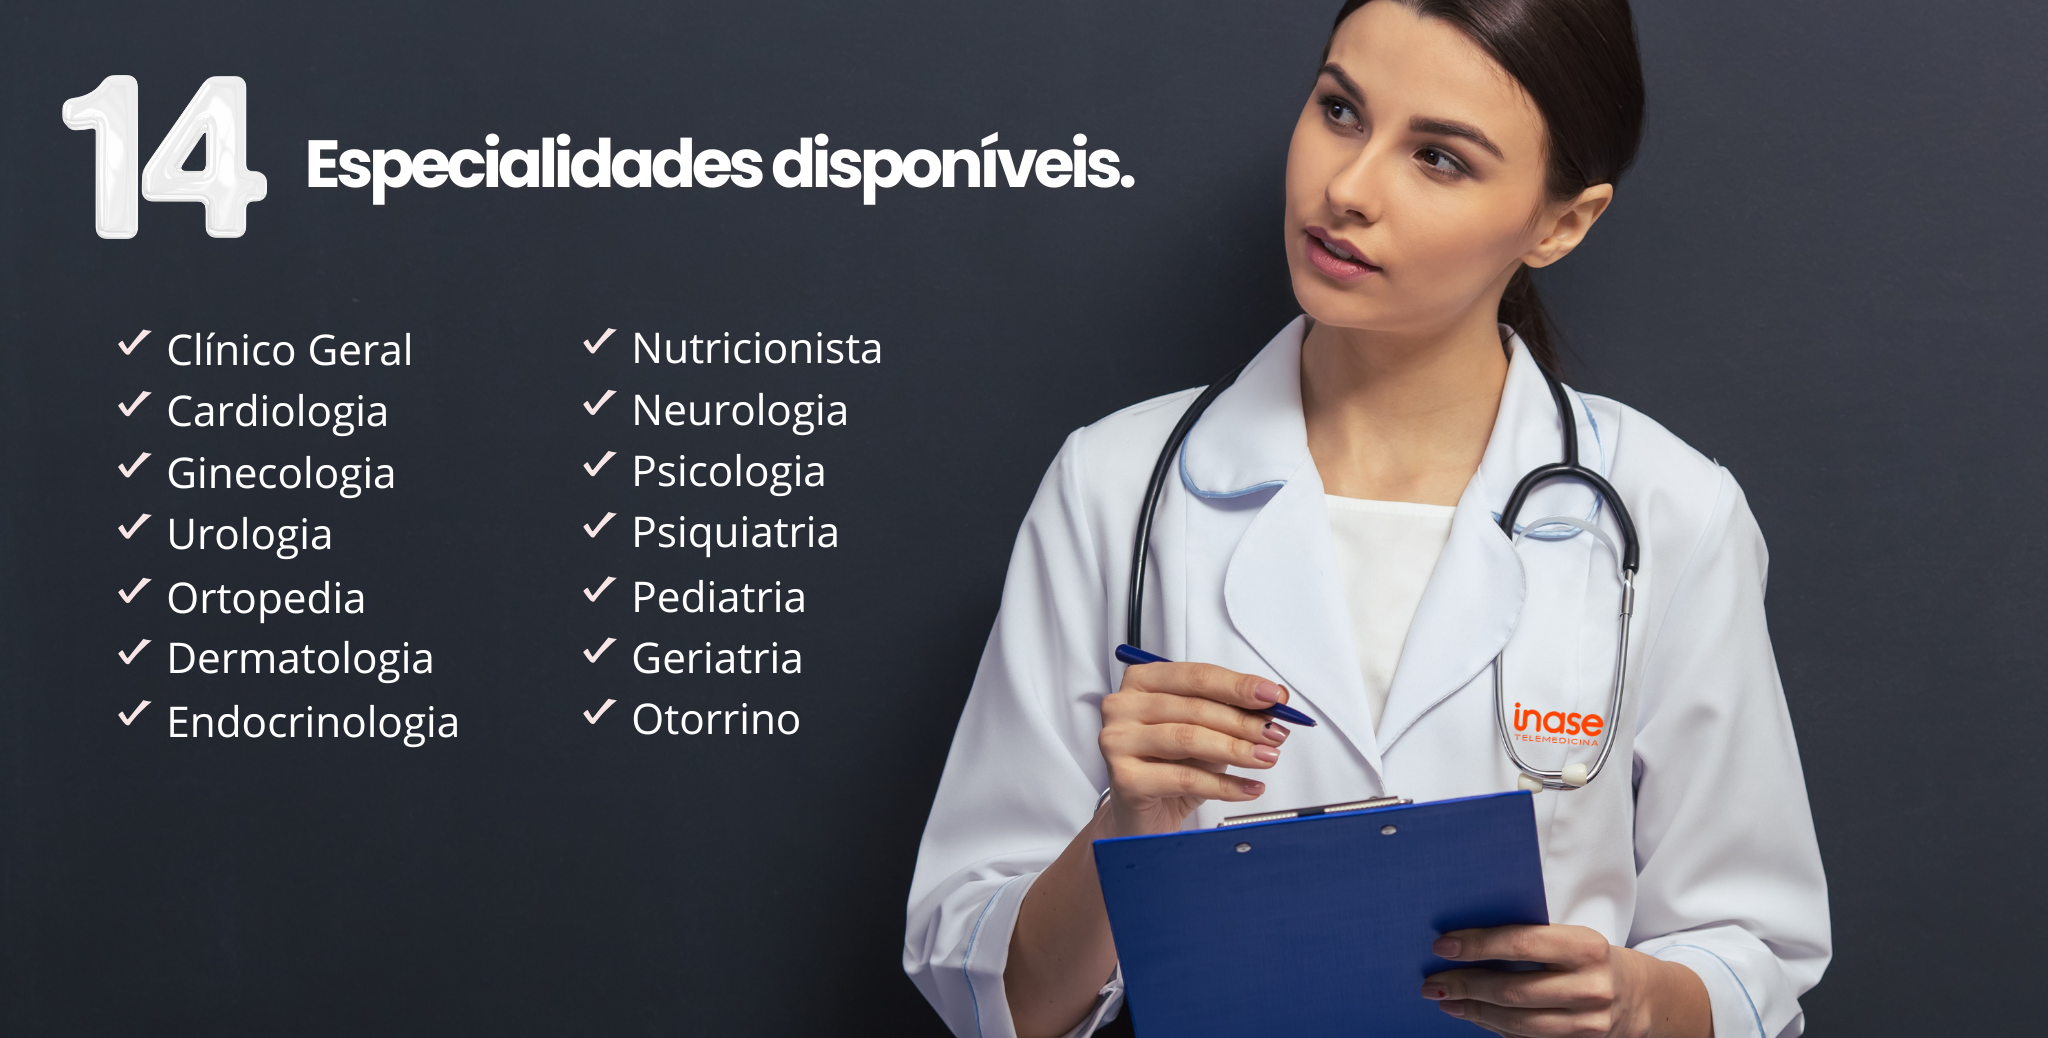 14
Especialidades disponíveis.
Clínico Geral
Cardiologia
Ginecologia
Urologia
Ortopedia
Dermatologia
Endocrinologia
Nutricionista
Neurologia
Psicologia
Psiquiatria
Pediatria
Geriatria
Otorrino
inase
TELEMEDICINA